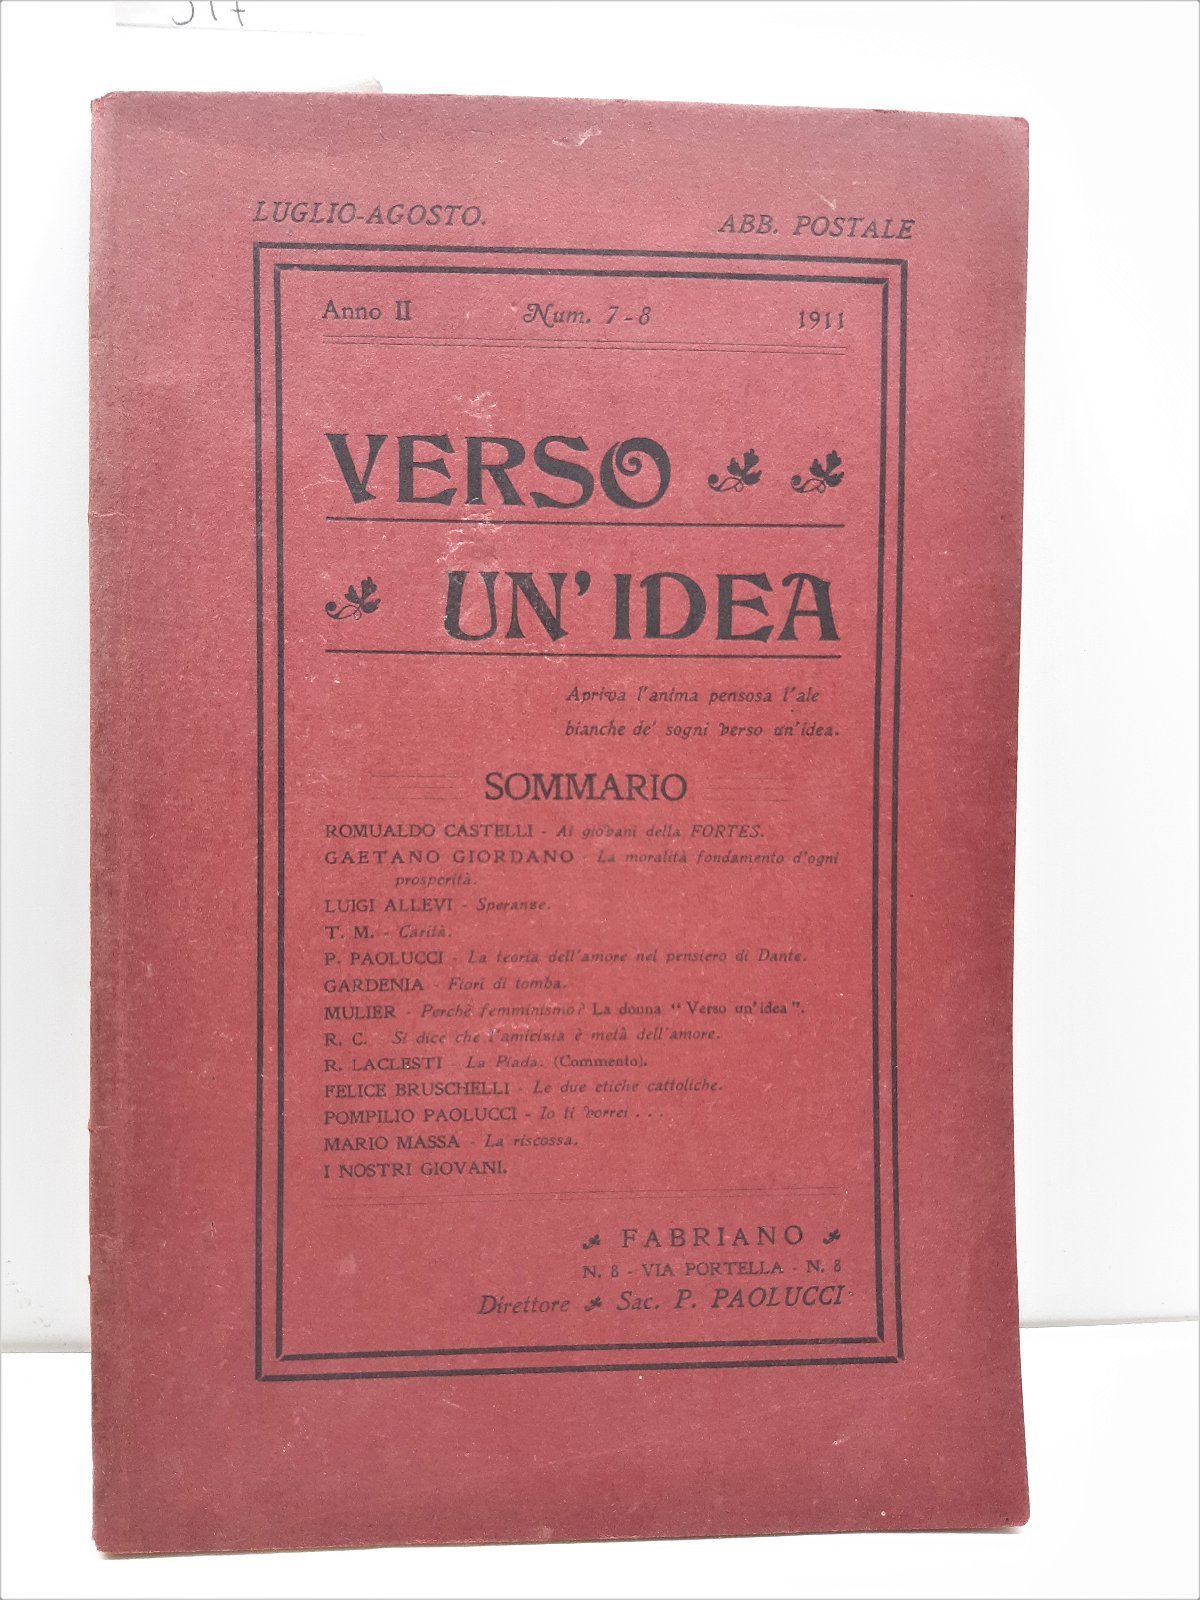 LUGLIO-AGOSTO. ABB. POSTALE
Anno II Num. 7-8 1911
VERSO
UN'IDEA
Apriva l'anima pensosa l'ale
bianche de' sogni verso un'idea.
SOMMARIO
ROMUALDO CASTELLI - Ai giovani della FORTES.
GAETANO GIORDANO - La moralità fondamento d'ogni
prosperità.
LUIGI ALLEVI - Speranze.
T. M. - Carità.
P. PAOLUCCI - La teoria dell'amore nel pensiero di Dante.
GARDENIA - Fiori di tomba.
MULIER - Perchè femminismo? La donna "Verso un'idea".
R. C. Si dice che l'amicizia è metà dell'amore.
R. LACLESTI - La Piada. (Commento).
FELICE BRUSCHELLI - Le due etiche cattoliche.
POMPILIO PAOLUCCI - Io ti vorrei . . .
MARIO MASSA - La riscossa.
I NOSTRI GIOVANI.
FABRIANO
N. 8 - VIA PORTELLA - N. 8
Direttore Sac. P. PAOLUCCI